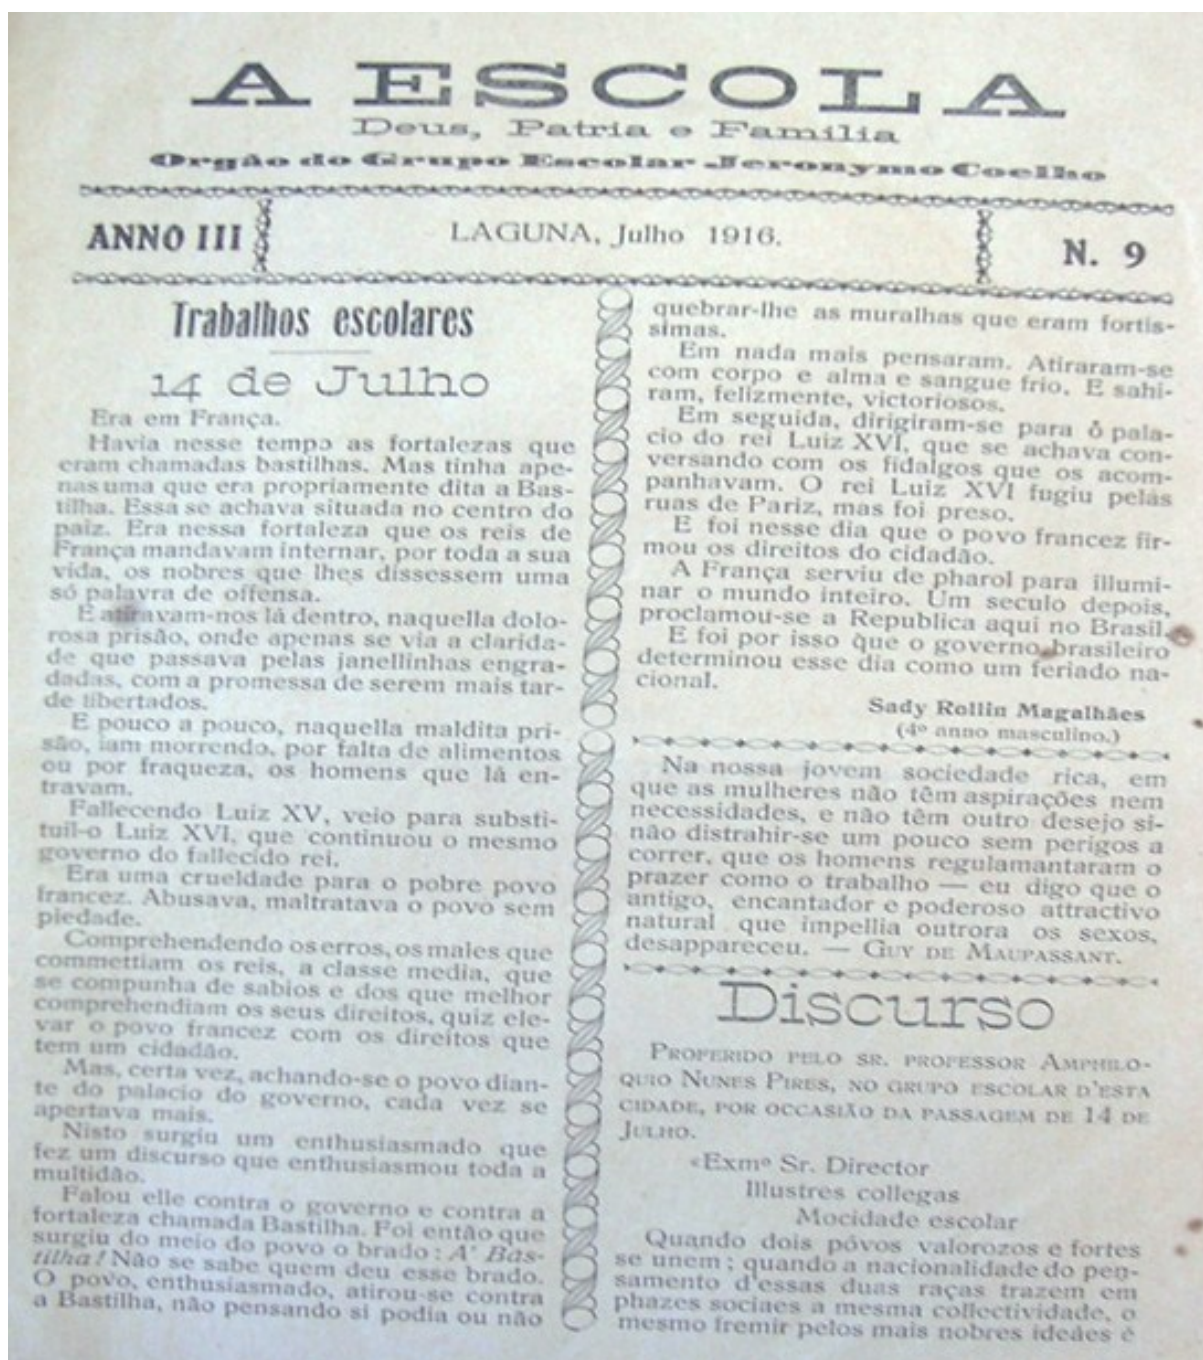 A ESCOLA
Deus, Patria e Familia
Orgão do Grupo Escolar Jeronymo Coelho
ANNO III
LAGUNA, Julho 1916.
N. 9
Trabalhos escolares
14 de Julho
Era em França.
Havia nesse tempo as fortalezas que
eram chamadas bastilhas. Mas tinha ape-
nas uma que era propriamente dita a Bas-
tilha. Essa se achava situada no centro do
paiz. Era nessa fortaleza que os reis de
França mandavam internar, por toda a sua
vida, os nobres que lhes dissessem uma
só palavra de offensa.
E atiravam-nos lá dentro, naquella dolo-
rosa prisão, onde apenas se via a clarida-
de que passava pelas janellinhas engra-
dadas, com a promessa de serem mais tar-
de libertados.
E pouco a pouco, naquella maldita pri-
são, iam morrendo, por falta de alimentos
ou por fraqueza, os homens que lá en-
travam.
Fallecendo Luiz XV, veio para substi-
tuil-o Luiz XVI, que continuou o mesmo
governo do fallecido rei.
Era uma crueldade para o pobre povo
francez. Abusava, maltratava o povo sem
piedade.
Comprehendendo os erros, os males que
commettiam os reis, a classe media, que
se compunha de sabios e dos que melhor
comprehendiam os seus direitos, quiz ele-
var o povo francez com os direitos que
tem um cidadão.
Mas, certa vez, achando-se o povo dian-
te do palacio do governo, cada vez se
apertava mais.
Nisto surgiu um enthusiasmado que
fez um discurso que enthusiasmou toda a
multidão.
Falou elle contra o governo e contra a
fortaleza chamada Bastilha. Foi então que
surgiu do meio do povo o brado: A' Bas-
tilha! Não se sabe quem deu esse brado.
O povo, enthusiasmado, atirou-se contra
a Bastilha, não pensando si podia ou não
quebrar-lhe as muralhas que eram fortis-
simas.
Em nada mais pensaram. Atiraram-se
com corpo e alma e sangue frio. E sahi-
ram, felizmente, victoriosos.
Em seguida, dirigiram-se para o pala-
cio do rei Luiz XVI, que se achava con-
versando com os fidalgos que os acom-
panhavam. O rei Luiz XVI fugiu pelas
ruas de Pariz, mas foi preso.
E foi nesse dia que o povo francez fir-
mou os direitos do cidadão.
A França serviu de pharol para illumi-
nar o mundo inteiro. Um seculo depois,
proclamou-se a Republica aqui no Brasil.
E foi por isso que o governo brasileiro
determinou esse dia como um feriado na-
cional.
Sady Rollin Magalhães
(4º anno masculino.)
Na nossa jovem sociedade rica, em
que as mulheres não têm aspirações nem
necessidades, e não têm outro desejo si-
não distrahir-se um pouco sem perigos a
correr, que os homens regulamantaram o
prazer como o trabalho — eu digo que o
antigo, encantador e poderoso attractivo
natural que impellia outrora os sexos,
desappareceu. — GUY DE MAUPASSANT.
Discurso
PROFERIDO PELO SR. PROFESSOR AMPHILO-
QUIO NUNES PIRES, NO GRUPO ESCOLAR D'ESTA
CIDADE, POR OCCASIÃO DA PASSAGEM DE 14 DE
JULHO.
«Exmº Sr. Director
Illustres collegas
Mocidade escolar
Quando dois póvos valorozos e fortes
se unem; quando a nacionalidade do pen-
samento d'essas duas raças trazem em
phazes sociaes a mesma collectividade, o
mesmo fremir pelos mais nobres ideáes é